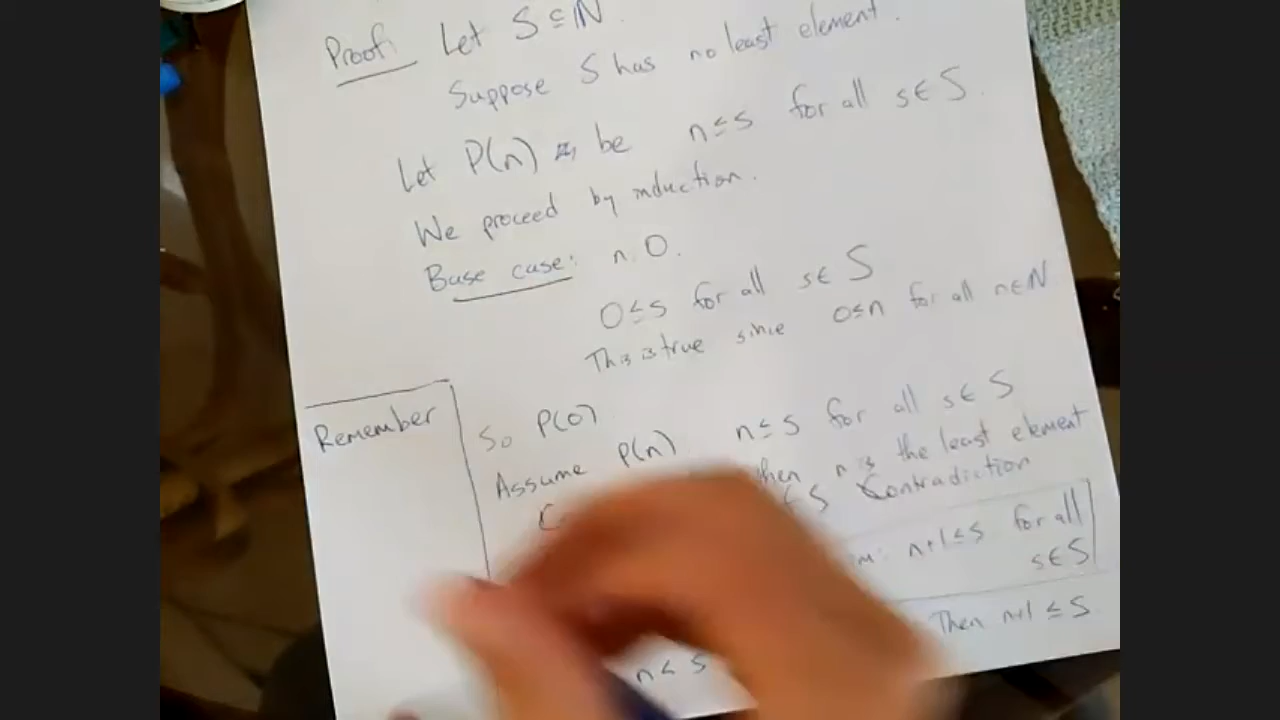 Proof: Let S ⊆ ℕ.
Suppose S has no least element.
Let P(n) be n ≤ s for all s ∈ S.
We proceed by induction.
Base case: n = 0.
0 ≤ s for all s ∈ S
This is true since 0 ≤ n for all n ∈ ℕ
Remember
So P(0)
Assume P(n) n ≤ s for all s ∈ S
then n is the least element
S Contradiction
n+1 ≤ s for all
s ∈ S
Then n+1 ≤ s
n < s